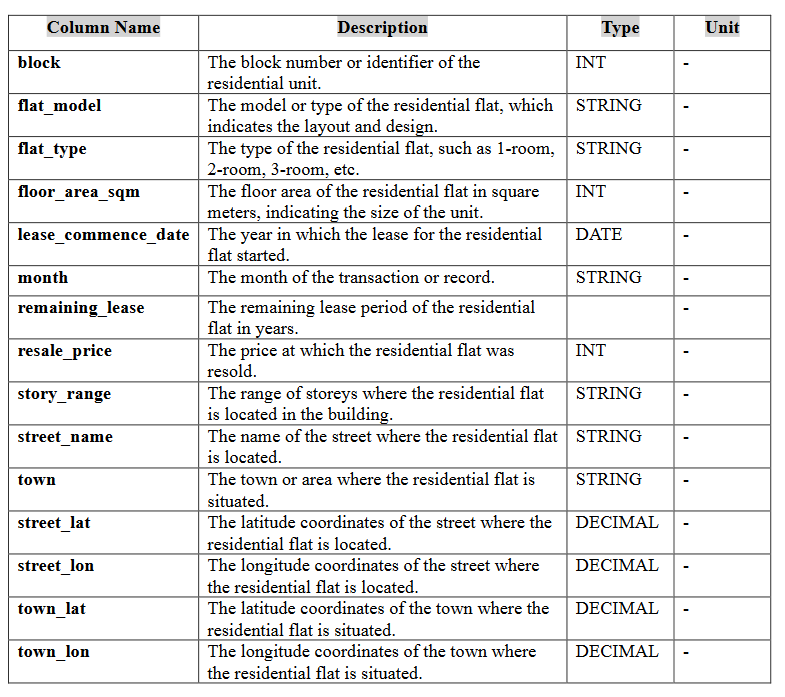 Column Name Description Type Unit
block The block number or identifier of the INT -
residential unit.
flat_model The model or type of the residential flat, which STRING -
indicates the layout and design.
flat_type The type of the residential flat, such as 1-room, STRING -
2-room, 3-room, etc.
floor_area_sqm The floor area of the residential flat in square INT -
meters, indicating the size of the unit.
lease_commence_date The year in which the lease for the residential DATE -
flat started.
month The month of the transaction or record. STRING -
remaining_lease The remaining lease period of the residential -
flat in years.
resale_price The price at which the residential flat was INT -
resold.
story_range The range of storeys where the residential flat STRING -
is located in the building.
street_name The name of the street where the residential flat STRING -
is located.
town The town or area where the residential flat is STRING -
situated.
street_lat The latitude coordinates of the street where the DECIMAL -
residential flat is located.
street_lon The longitude coordinates of the street where DECIMAL -
the residential flat is located.
town_lat The latitude coordinates of the town where the DECIMAL -
residential flat is situated.
town_lon The longitude coordinates of the town where DECIMAL -
the residential flat is situated.